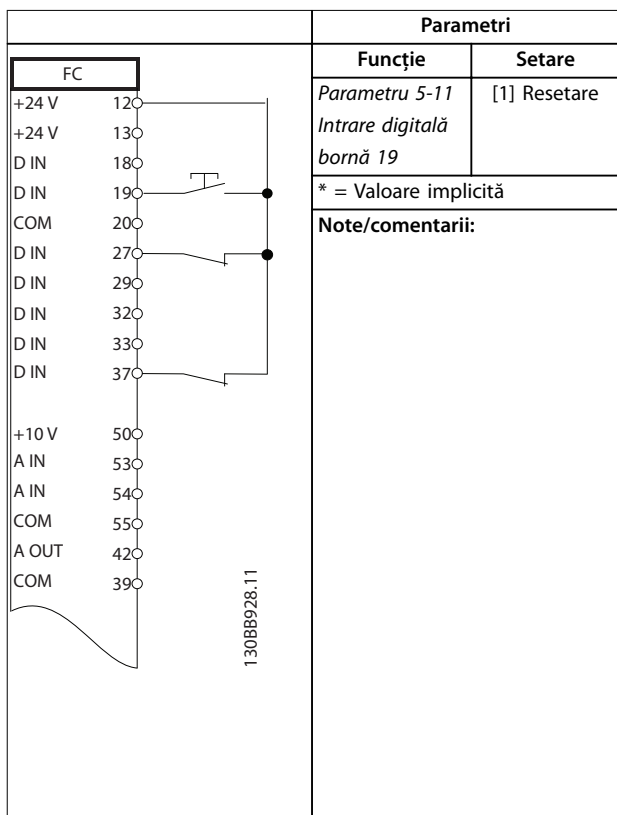 Parametri
Funcție Setare
Parametru 5-11 [1] Resetare
Intrare digitală
bornă 19
* = Valoare implicită
Note/comentarii:
FC
+24 V 12
+24 V 13
D IN 18
D IN 19
COM 20
D IN 27
D IN 29
D IN 32
D IN 33
D IN 37
+10 V 50
A IN 53
A IN 54
COM 55
A OUT 42
COM 39
130BB928.11